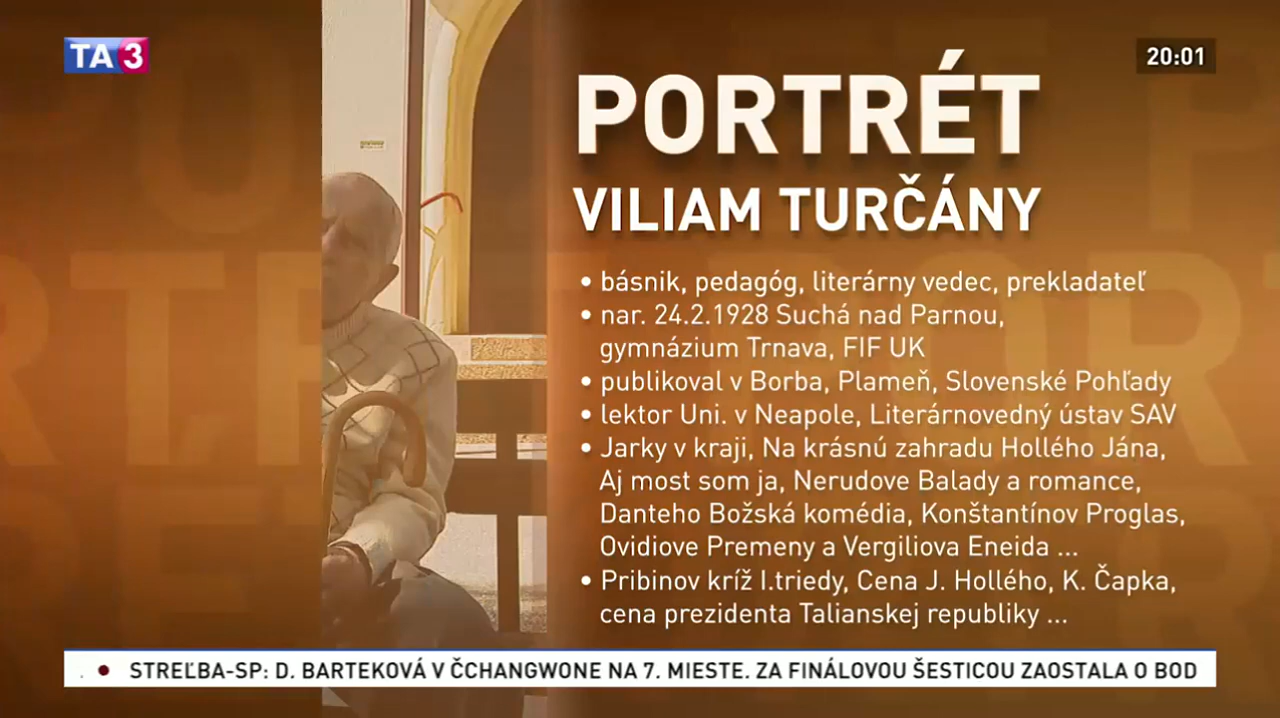 TA3
20:01
PORTRÉT
VILIAM TURČÁNY
• básnik, pedagóg, literárny vedec, prekladateľ
• nar. 24.2.1928 Suchá nad Parnou,
gymnázium Trnava, FIF UK
• publikoval v Borba, Plameň, Slovenské Pohľady
• lektor Uni. v Neapole, Literárnovedný ústav SAV
• Jarky v kraji, Na krásnú zahradu Hollého Jána,
Aj most som ja, Nerudove Balady a romance,
Danteho Božská komédia, Konštantínov Proglas,
Ovidiove Premeny a Vergiliova Eneida ...
• Pribinov kríž I.triedy, Cena J. Hollého, K. Čapka,
cena prezidenta Talianskej republiky ...
. • STREĽBA-SP: D. BARTEKOVÁ V ČCHANGWONE NA 7. MIESTE. ZA FINÁLOVOU ŠESTICOU ZAOSTALA O BOD